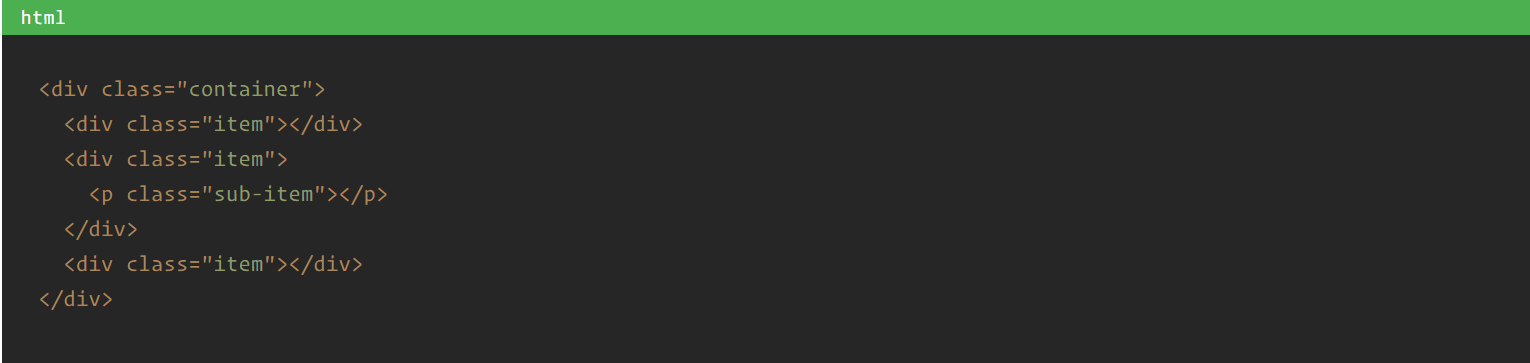 html
<div class="container">
  <div class="item"></div>
  <div class="item">
    <p class="sub-item"></p>
  </div>
  <div class="item"></div>
</div>